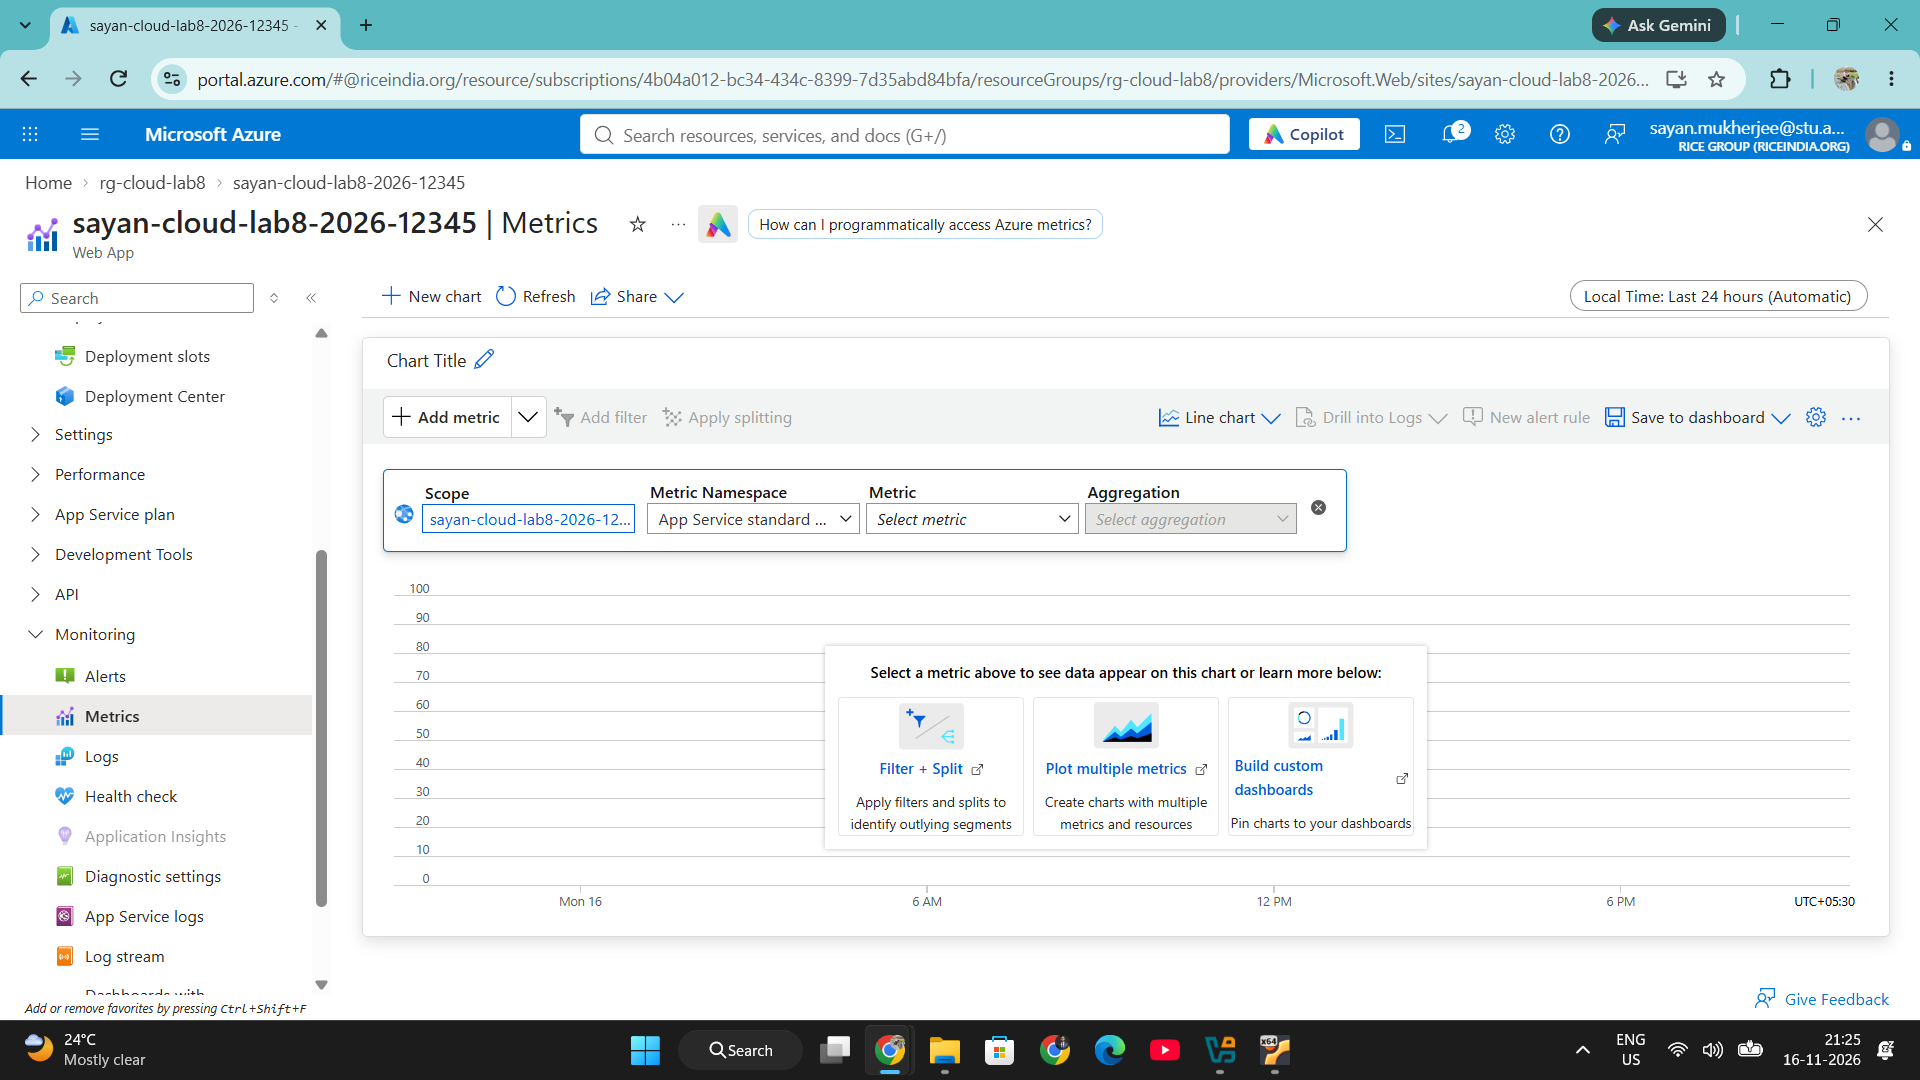 sayan-cloud-lab8-2026-12345 -
Ask Gemini
portal.azure.com/#@riceindia.org/resource/subscriptions/4b04a012-bc34-434c-8399-7d35abd84bfa/resourceGroups/rg-cloud-lab8/providers/Microsoft.Web/sites/sayan-cloud-lab8-2026...
Microsoft Azure
Search resources, services, and docs (G+/)
Copilot
2
sayan.mukherjee@stu.a...
RICE GROUP (RICEINDIA.ORG)
Home > rg-cloud-lab8 > sayan-cloud-lab8-2026-12345
sayan-cloud-lab8-2026-12345 | Metrics
How can I programmatically access Azure metrics?
Web App
Search
New chart
Refresh
Share
Local Time: Last 24 hours (Automatic)
Deployment slots
Deployment Center
Settings
Performance
App Service plan
Development Tools
API
Monitoring
Alerts
Metrics
Logs
Health check
Application Insights
Diagnostic settings
App Service logs
Log stream
Dashboards with
Add or remove favorites by pressing Ctrl+Shift+F
Chart Title
Add metric
Add filter
Apply splitting
Line chart
Drill into Logs
New alert rule
Save to dashboard
Scope
Metric Namespace
Metric
Aggregation
sayan-cloud-lab8-2026-12...
App Service standard ...
Select metric
Select aggregation
100
90
80
70
60
50
40
30
20
10
0
Select a metric above to see data appear on this chart or learn more below:
Filter + Split
Apply filters and splits to
identify outlying segments
Plot multiple metrics
Create charts with multiple
metrics and resources
Build custom
dashboards
Pin charts to your dashboards
Mon 16
6 AM
12 PM
6 PM
UTC+05:30
Give Feedback
24°C
Mostly clear
Search
x64
ENG
US
21:25
16-11-2026